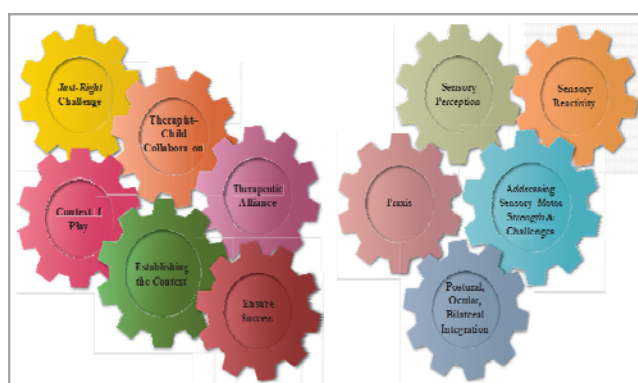 Just-Right
Challenge
Therapist–
Child
Collaboration
Therapeutic
Alliance
Context of
Play
Establishing
the Context
Ensure
Success
Sensory
Perception
Sensory
Reactivity
Praxis
Addressing
Sensory Motor
Strength &
Challenges
Postural,
Ocular,
Bilateral
Integration